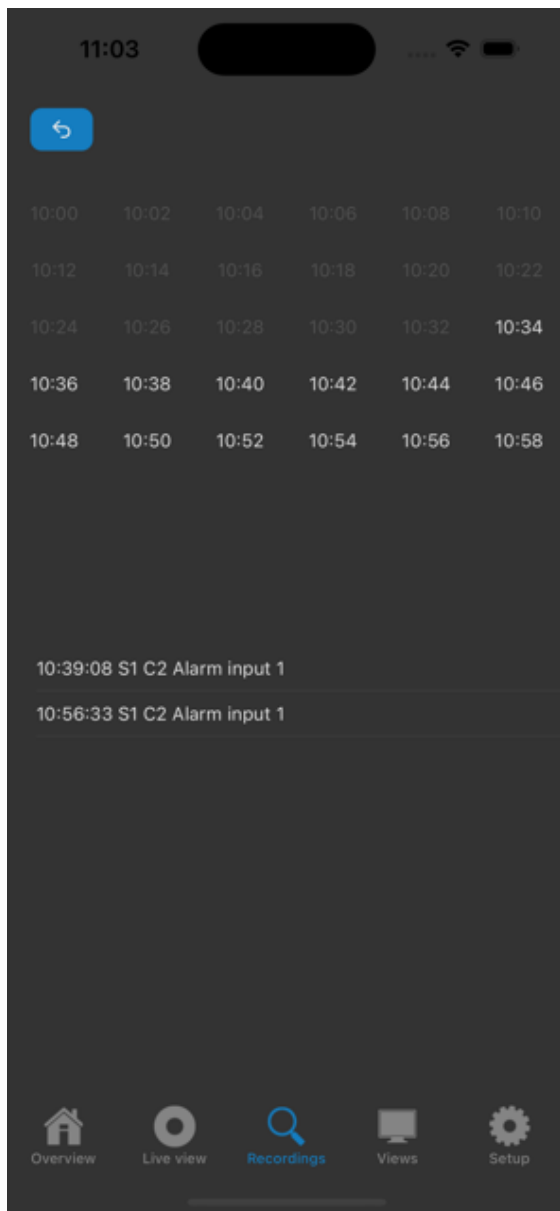 11:03
10:00 10:02 10:04 10:06 10:08 10:10
10:12 10:14 10:16 10:18 10:20 10:22
10:24 10:26 10:28 10:30 10:32 10:34
10:36 10:38 10:40 10:42 10:44 10:46
10:48 10:50 10:52 10:54 10:56 10:58
10:39:08 S1 C2 Alarm input 1
10:56:33 S1 C2 Alarm input 1
Overview Live view Recordings Views Setup